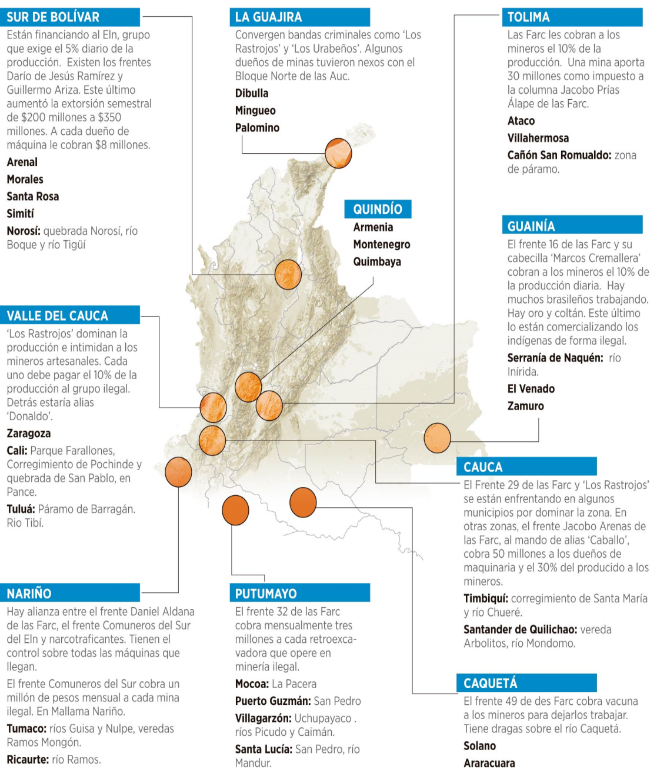 SUR DE BOLÍVAR
Están financiando al Eln, grupo
que exige el 5% diario de la
producción. Existen los frentes
Darío de Jesús Ramírez y
Guillermo Ariza. Este último
aumentó la extorsión semestral
de $200 millones a $350
millones. A cada dueño de
máquina le cobran $8 millones.
Arenal
Morales
Santa Rosa
Simití
Norosí: quebrada Norosí, río
Boque y río Tigüí
LA GUAJIRA
Convergen bandas criminales como ‘Los
Rastrojos’ y ‘Los Urabeños’. Algunos
dueños de minas tuvieron nexos con el
Bloque Norte de las Auc.
Dibulla
Mingueo
Palomino
TOLIMA
Las Farc les cobran a los
mineros el 10% de la
producción. Una mina aporta
30 millones como impuesto a
la columna Jacobo Prías
Álape de las Farc.
Ataco
Villahermosa
Cañón San Romualdo: zona
de páramo.
QUINDÍO
Armenia
Montenegro
Quimbaya
GUAINÍA
El frente 16 de las Farc y su
cabecilla ‘Marcos Cremallera’
cobran a los mineros el 10% de
la producción diaria. Hay
muchos brasileños trabajando.
Hay oro y coltán. Este último
lo están comercializando los
indígenas de forma ilegal.
Serranía de Naquén: río
Inírida.
El Venado
Zamuro
VALLE DEL CAUCA
‘Los Rastrojos’ dominan la
producción e intimidan a los
mineros artesanales. Cada
uno debe pagar el 10% de la
producción al grupo ilegal.
Detrás estaría alias
‘Donaldo’.
Zaragoza
Cali: Parque Farallones,
Corregimiento de Pochinde y
quebrada de San Pablo, en
Pance.
Tuluá: Páramo de Barragán.
Rio Tibí.
CAUCA
El Frente 29 de las Farc y ‘Los Rastrojos’
se están enfrentando en algunos
municipios por dominar la zona. En
otras zonas, el frente Jacobo Arenas de
las Farc, al mando de alias ‘Caballo’,
cobra 50 millones a los dueños de
maquinaria y el 30% del producido a los
mineros.
Timbiquí: corregimiento de Santa María
y río Chueré.
Santander de Quilichao: vereda
Arbolitos, río Mondomo.
NARIÑO
Hay alianza entre el frente Daniel Aldana
de las Farc, el frente Comuneros del Sur
del Eln y narcotraficantes. Tienen el
control sobre todas las máquinas que
llegan.
El frente Comuneros del Sur cobra un
millón de pesos mensual a cada mina
ilegal. En Mallama Nariño.
Tumaco: ríos Guisa y Nulpe, veredas
Ramos Mongón.
Ricaurte: río Ramos.
PUTUMAYO
El frente 32 de las Farc
cobra mensualmente tres
millones a cada retroexca-
vadora que opere en
minería ilegal.
Mocoa: La Pacera
Puerto Guzmán: San Pedro
Villagarzón: Uchupayaco .
ríos Picudo y Caimán.
Santa Lucía: San Pedro, río
Mandur.
CAQUETÁ
El frente 49 de des Farc cobra vacuna
a los mineros para dejarlos trabajar.
Tiene dragas sobre el río Caquetá.
Solano
Araracuara